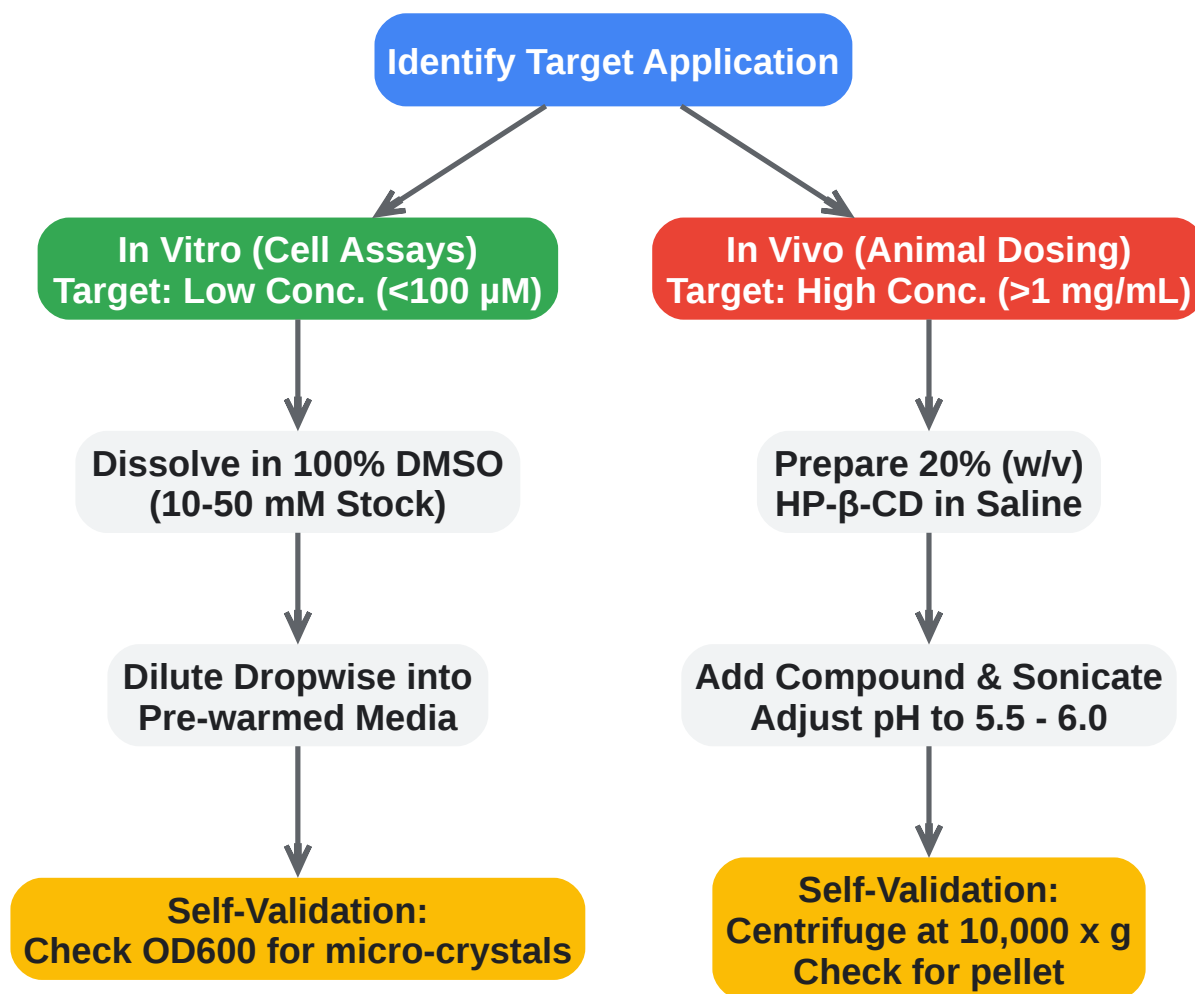 Identify Target Application
In Vitro (Cell Assays)
Target: Low Conc. (<100 µM)
In Vivo (Animal Dosing)
Target: High Conc. (>1 mg/mL)
Dissolve in 100% DMSO
(10-50 mM Stock)
Prepare 20% (w/v)
HP-β-CD in Saline
Dilute Dropwise into
Pre-warmed Media
Add Compound & Sonicate
Adjust pH to 5.5 - 6.0
Self-Validation:
Check OD600 for micro-crystals
Self-Validation:
Centrifuge at 10,000 x g
Check for pellet